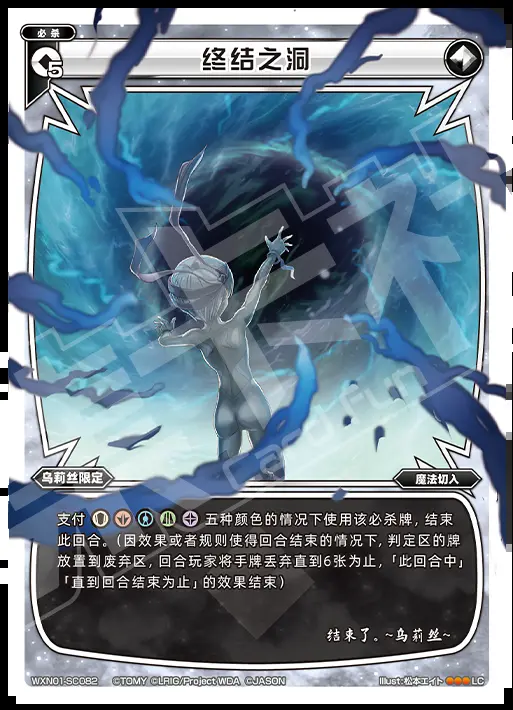 必杀
终结之洞
5
乌莉丝限定
魔法切入
支付 五种颜色的情况下使用该必杀牌，结束
此回合。（因效果或者规则使得回合结束的情况下，判定区的牌
放置到废弃区，回合玩家将手牌丢弃直到6张为止，「此回合中」
「直到回合结束为止」的效果结束）
结束了。~乌莉丝~
WXN01-SC082 ©TOMY ©LRIG/Project WDA ©JASON Illust:松本エイト LC